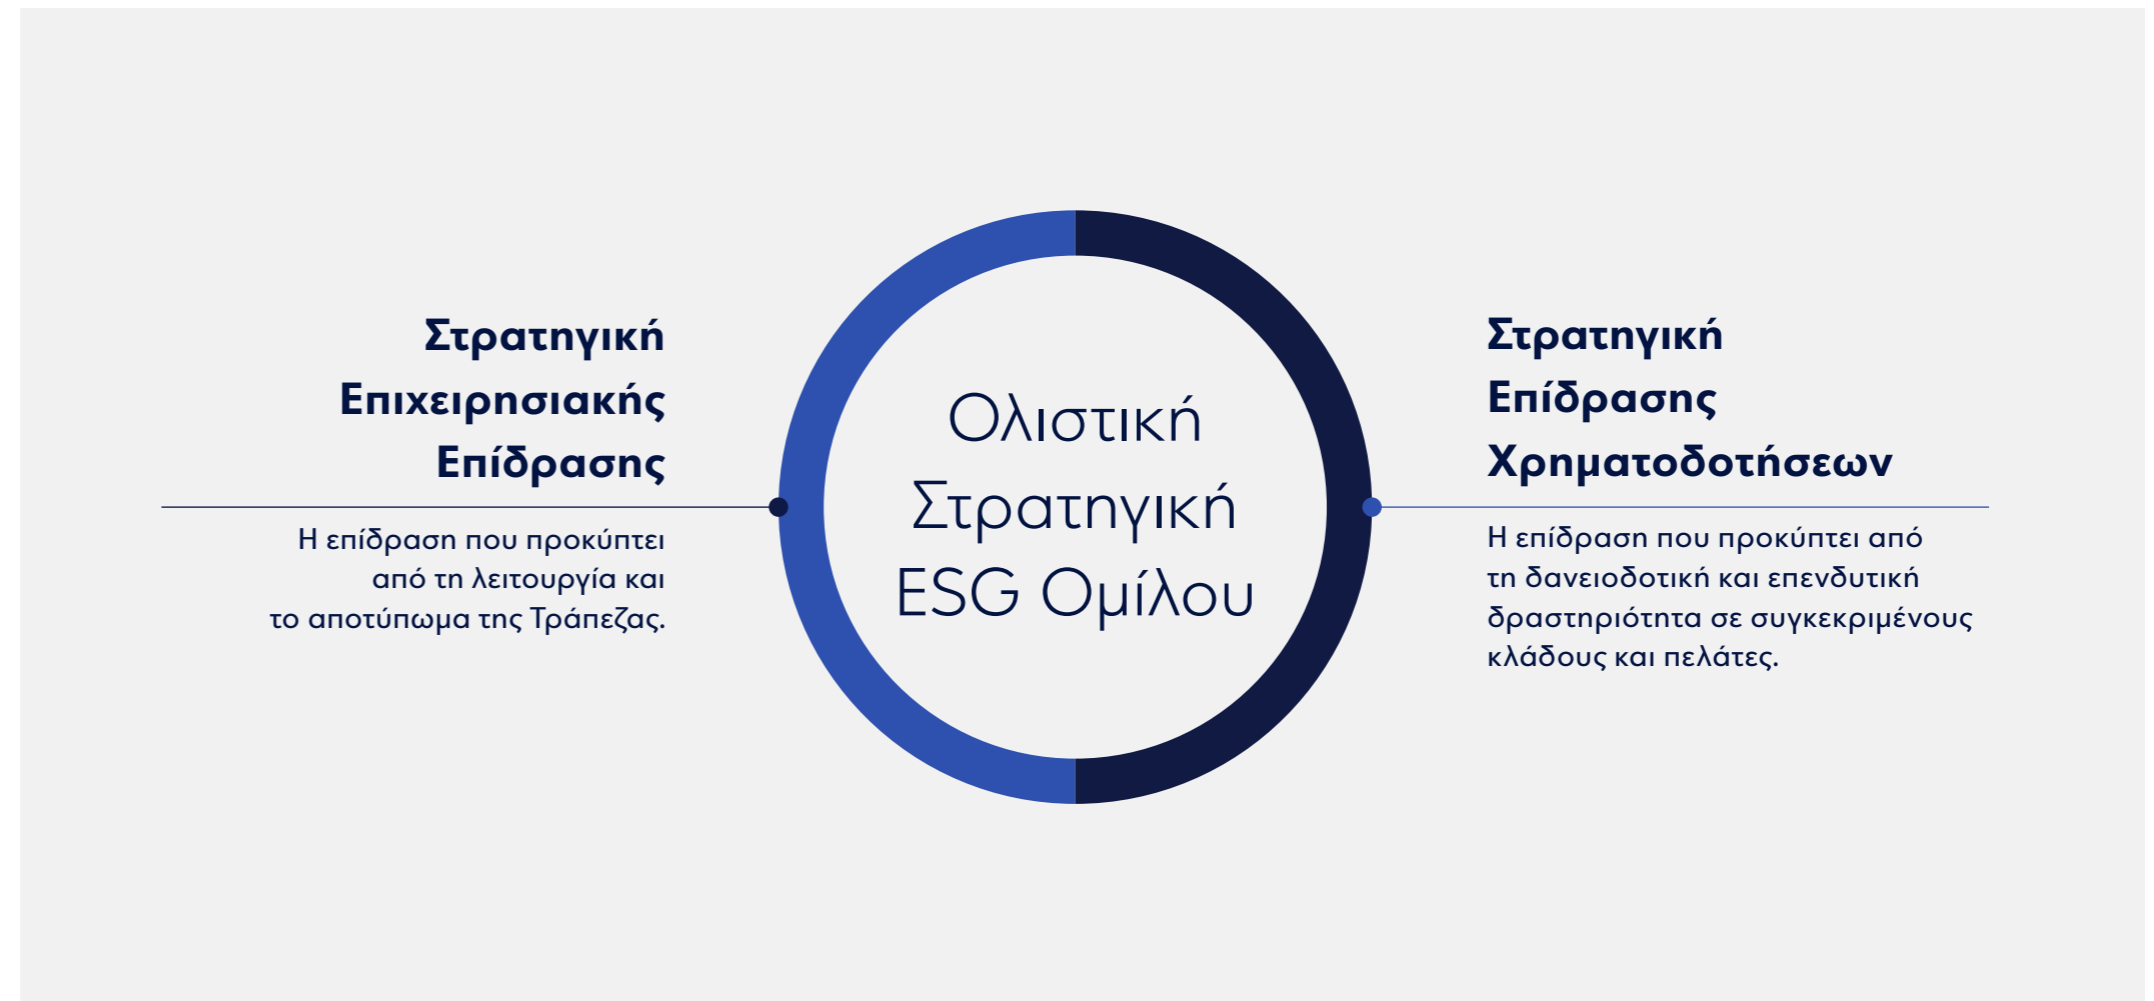 Στρατηγική
Επιχειρησιακής
Επίδρασης
Η επίδραση που προκύπτει
από τη λειτουργία και
το αποτύπωμα της Τράπεζας.
Ολιστική
Στρατηγική
ESG Ομίλου
Στρατηγική
Επίδρασης
Χρηματοδοτήσεων
Η επίδραση που προκύπτει από
τη δανειοδοτική και επενδυτική
δραστηριότητα σε συγκεκριμένους
κλάδους και πελάτες.